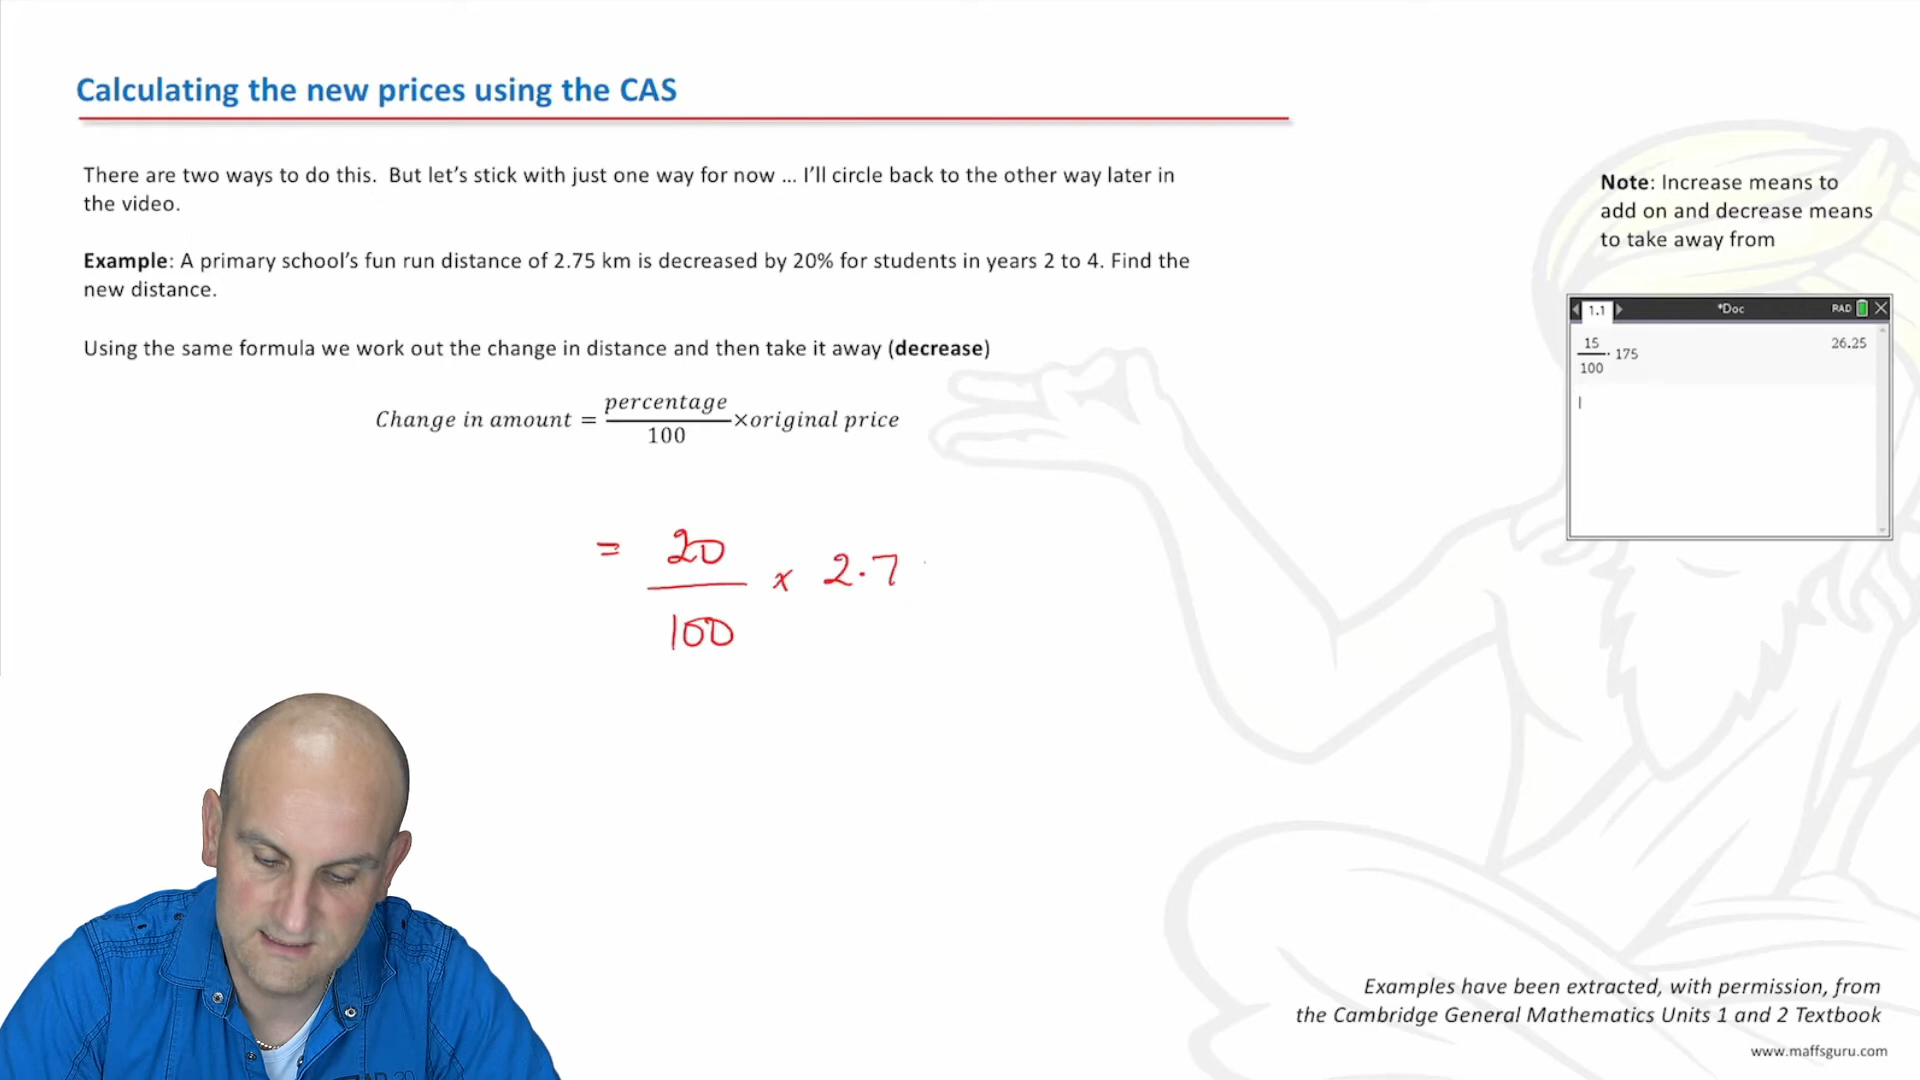 Calculating the new prices using the CAS
There are two ways to do this. But let's stick with just one way for now ... I'll circle back to the other way later in
the video.
Example: A primary school's fun run distance of 2.75 km is decreased by 20% for students in years 2 to 4. Find the
new distance.
Using the same formula we work out the change in distance and then take it away (decrease)
Change in amount = percentage/100 ×original price
= 20/100 × 2.7
Note: Increase means to
add on and decrease means
to take away from
1.1 *Doc RAD
15/100 · 175 26.25
Examples have been extracted, with permission, from
the Cambridge General Mathematics Units 1 and 2 Textbook
www.maffsguru.com